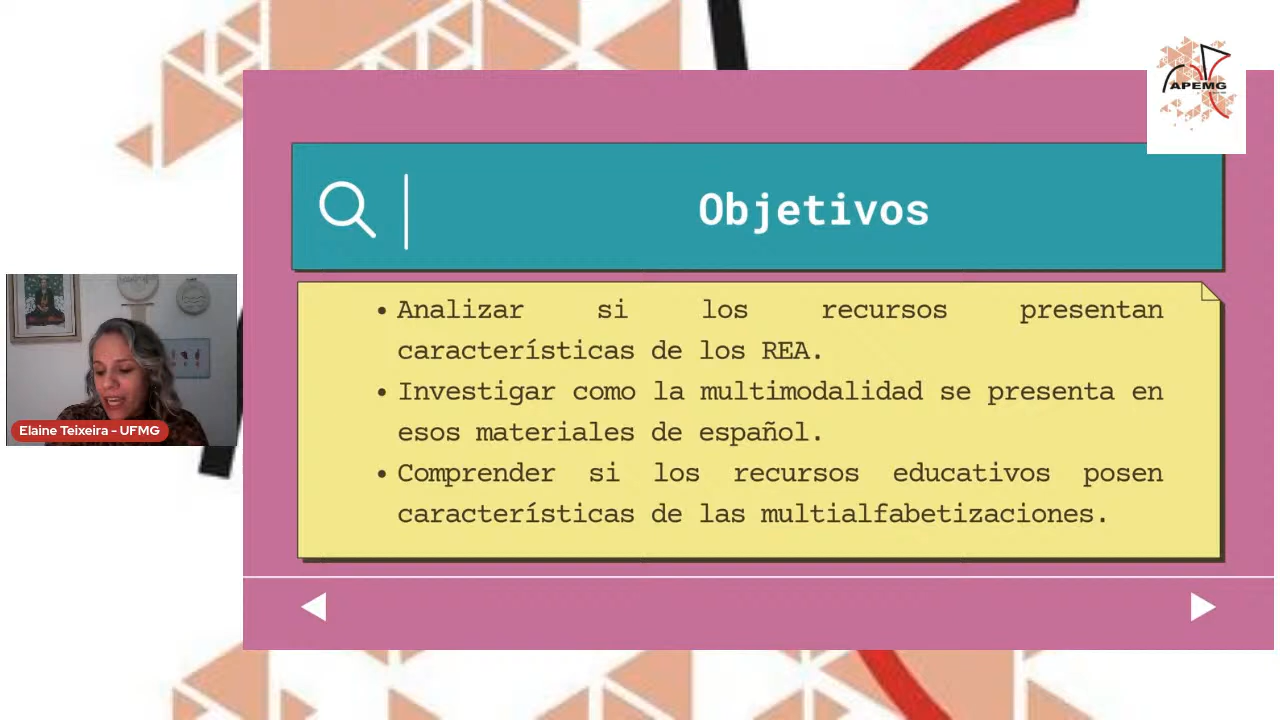 APEMG
Objetivos
• Analizar si los recursos presentan
características de los REA.
• Investigar como la multimodalidad se presenta en
esos materiales de español.
• Comprender si los recursos educativos posen
características de las multialfabetizaciones.
Elaine Teixeira - UFMG